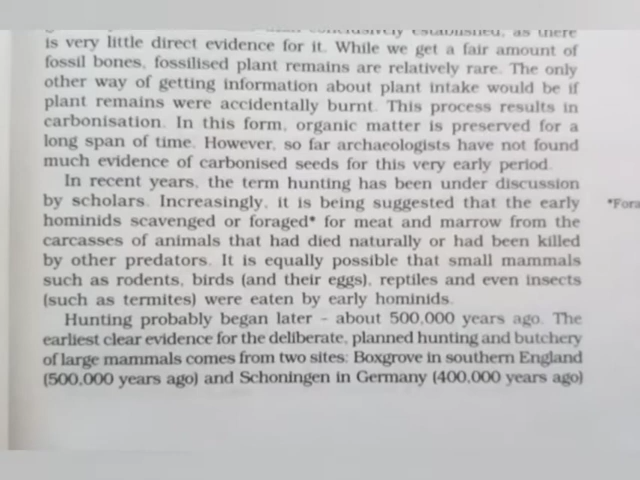 conclusively established, as there
is very little direct evidence for it. While we get a fair amount of
fossil bones, fossilised plant remains are relatively rare. The only
other way of getting information about plant intake would be if
plant remains were accidentally burnt. This process results in
carbonisation. In this form, organic matter is preserved for a
long span of time. However, so far archaeologists have not found
much evidence of carbonised seeds for this very early period.
In recent years, the term hunting has been under discussion
by scholars. Increasingly, it is being suggested that the early
hominids scavenged or foraged* for meat and marrow from the
carcasses of animals that had died naturally or had been killed
by other predators. It is equally possible that small mammals
such as rodents, birds (and their eggs), reptiles and even insects
(such as termites) were eaten by early hominids.
Hunting probably began later – about 500,000 years ago. The
earliest clear evidence for the deliberate, planned hunting and butchery
of large mammals comes from two sites: Boxgrove in southern England
(500,000 years ago) and Schoningen in Germany (400,000 years ago)
*Fora